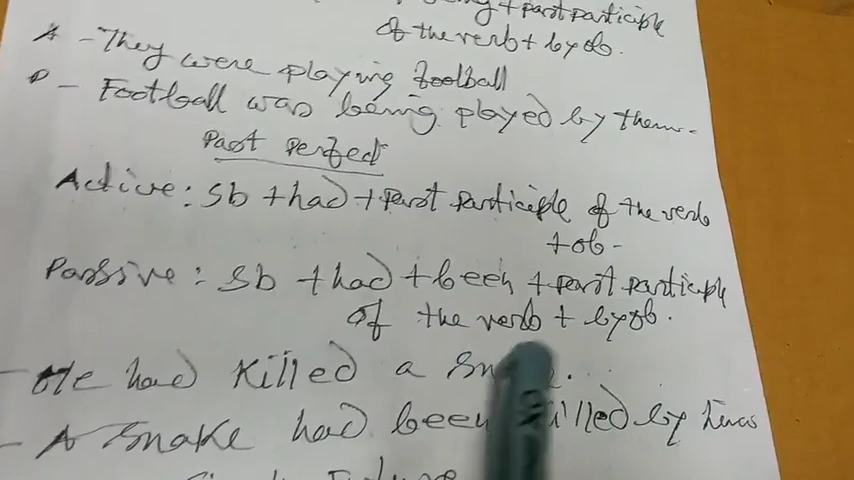 + past participle
of the verb + by ob.
A - They were playing football
P - Football was being played by them.
Past Perfect
Active: Sb + had + past participle of the verb
+ ob -
Passive: Sb + had + been + past participle
of the verb + by ob.
- He had killed a
- A snake had been killed by
Future